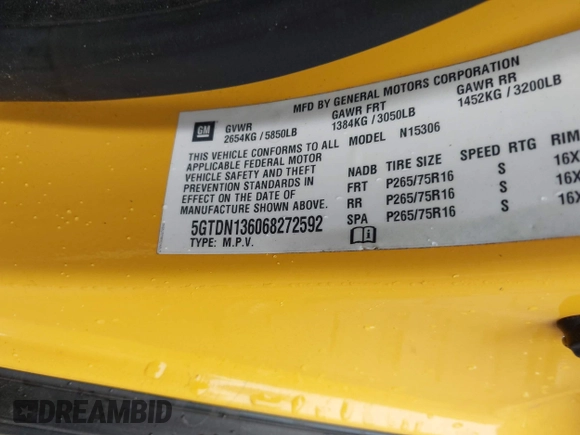 MFD BY GENERAL MOTORS CORPORATION
GM
GVWR GAWR FRT GAWR RR
2654KG / 5850LB 1384KG / 3050LB 1452KG / 3200LB
THIS VEHICLE CONFORMS TO ALL MODEL N15306
APPLICABLE FEDERAL MOTOR
VEHICLE SAFETY AND THEFT
PREVENTION STANDARDS IN
EFFECT ON THE DATE OF
MANUFACTURE SHOWN ABOVE.
NADB TIRE SIZE SPEED RTG RIM
FRT P265/75R16 S 16X
RR P265/75R16 S 16X
SPA P265/75R16 S 16X
5GTDN136068272592
TYPE: M.P.V.
DREAMBID